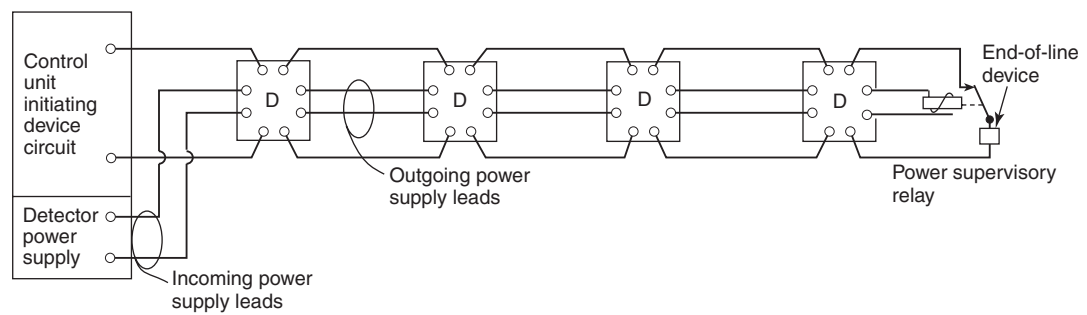 Control
unit
initiating
device
circuit
Detector
power
supply
D
D
D
D
Outgoing power
supply leads
Incoming power
supply leads
End-of-line
device
Power supervisory
relay